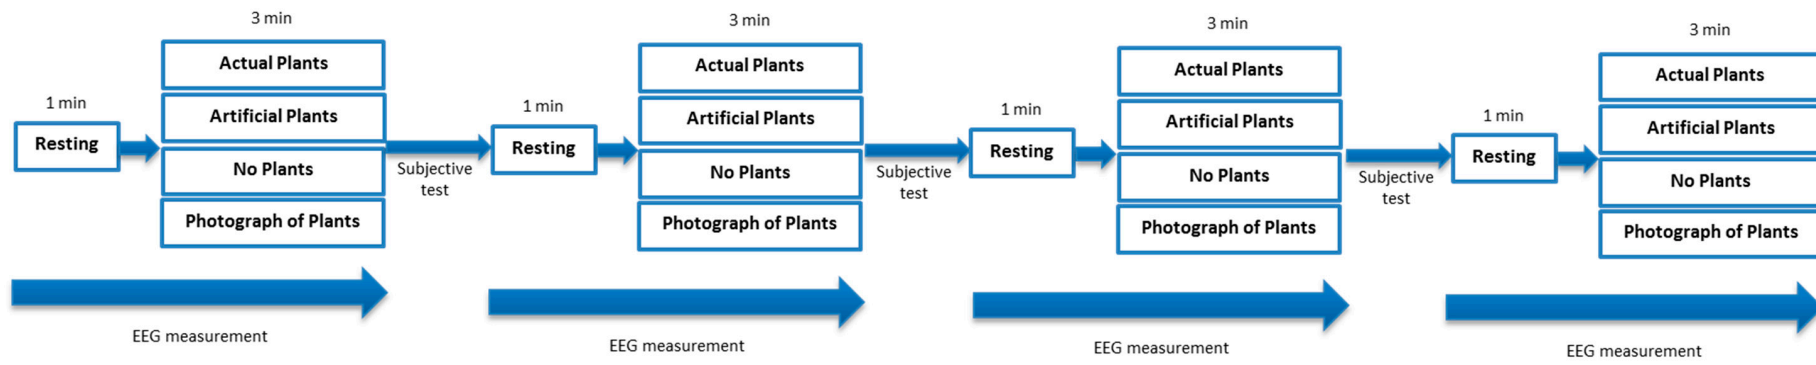 1 min
Resting
3 min
Actual Plants
Artificial Plants
No Plants
Photograph of Plants
EEG measurement
Subjective
test
1 min
Resting
3 min
Actual Plants
Artificial Plants
No Plants
Photograph of Plants
EEG measurement
Subjective
test
1 min
Resting
3 min
Actual Plants
Artificial Plants
No Plants
Photograph of Plants
EEG measurement
Subjective
test
1 min
Resting
3 min
Actual Plants
Artificial Plants
No Plants
Photograph of Plants
EEG measurement